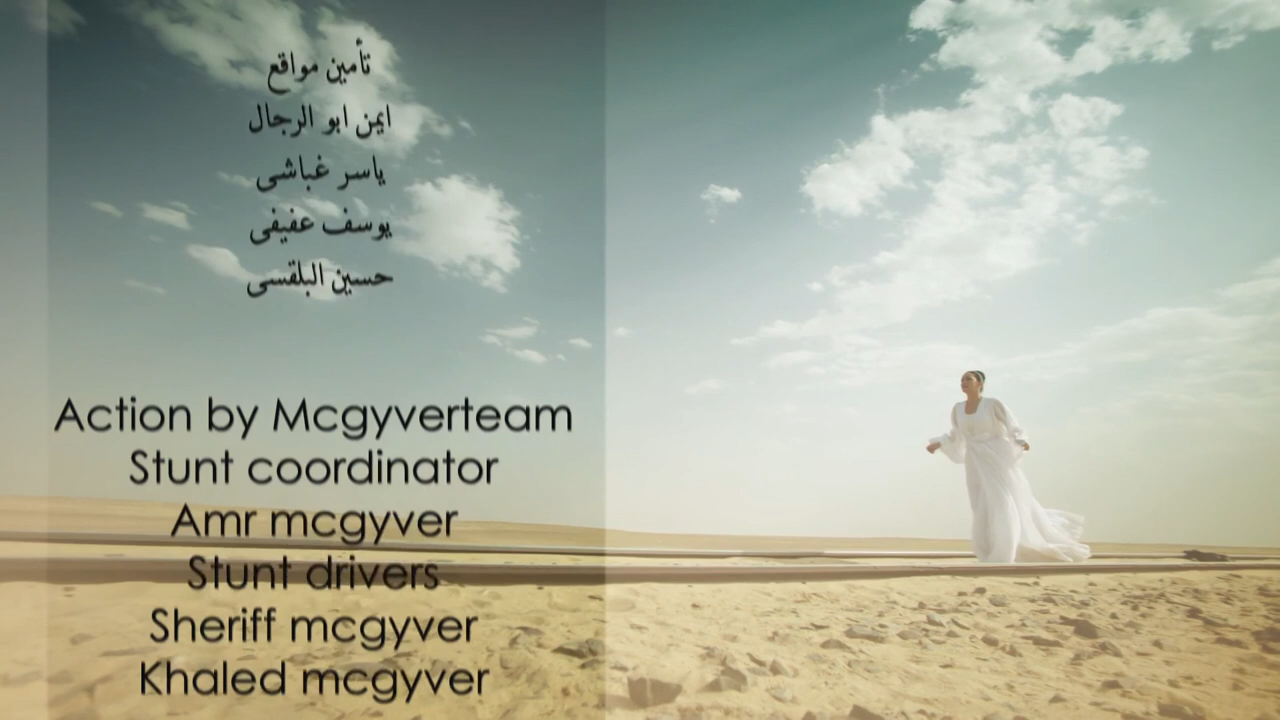 تأمين مواقع
ايمن ابو الرجال
ياسر غباشى
يوسف عفيفى
حسين البلقسى
Action by Mcgyverteam
Stunt coordinator
Amr mcgyver
Stunt drivers
Sheriff mcgyver
Khaled mcgyver